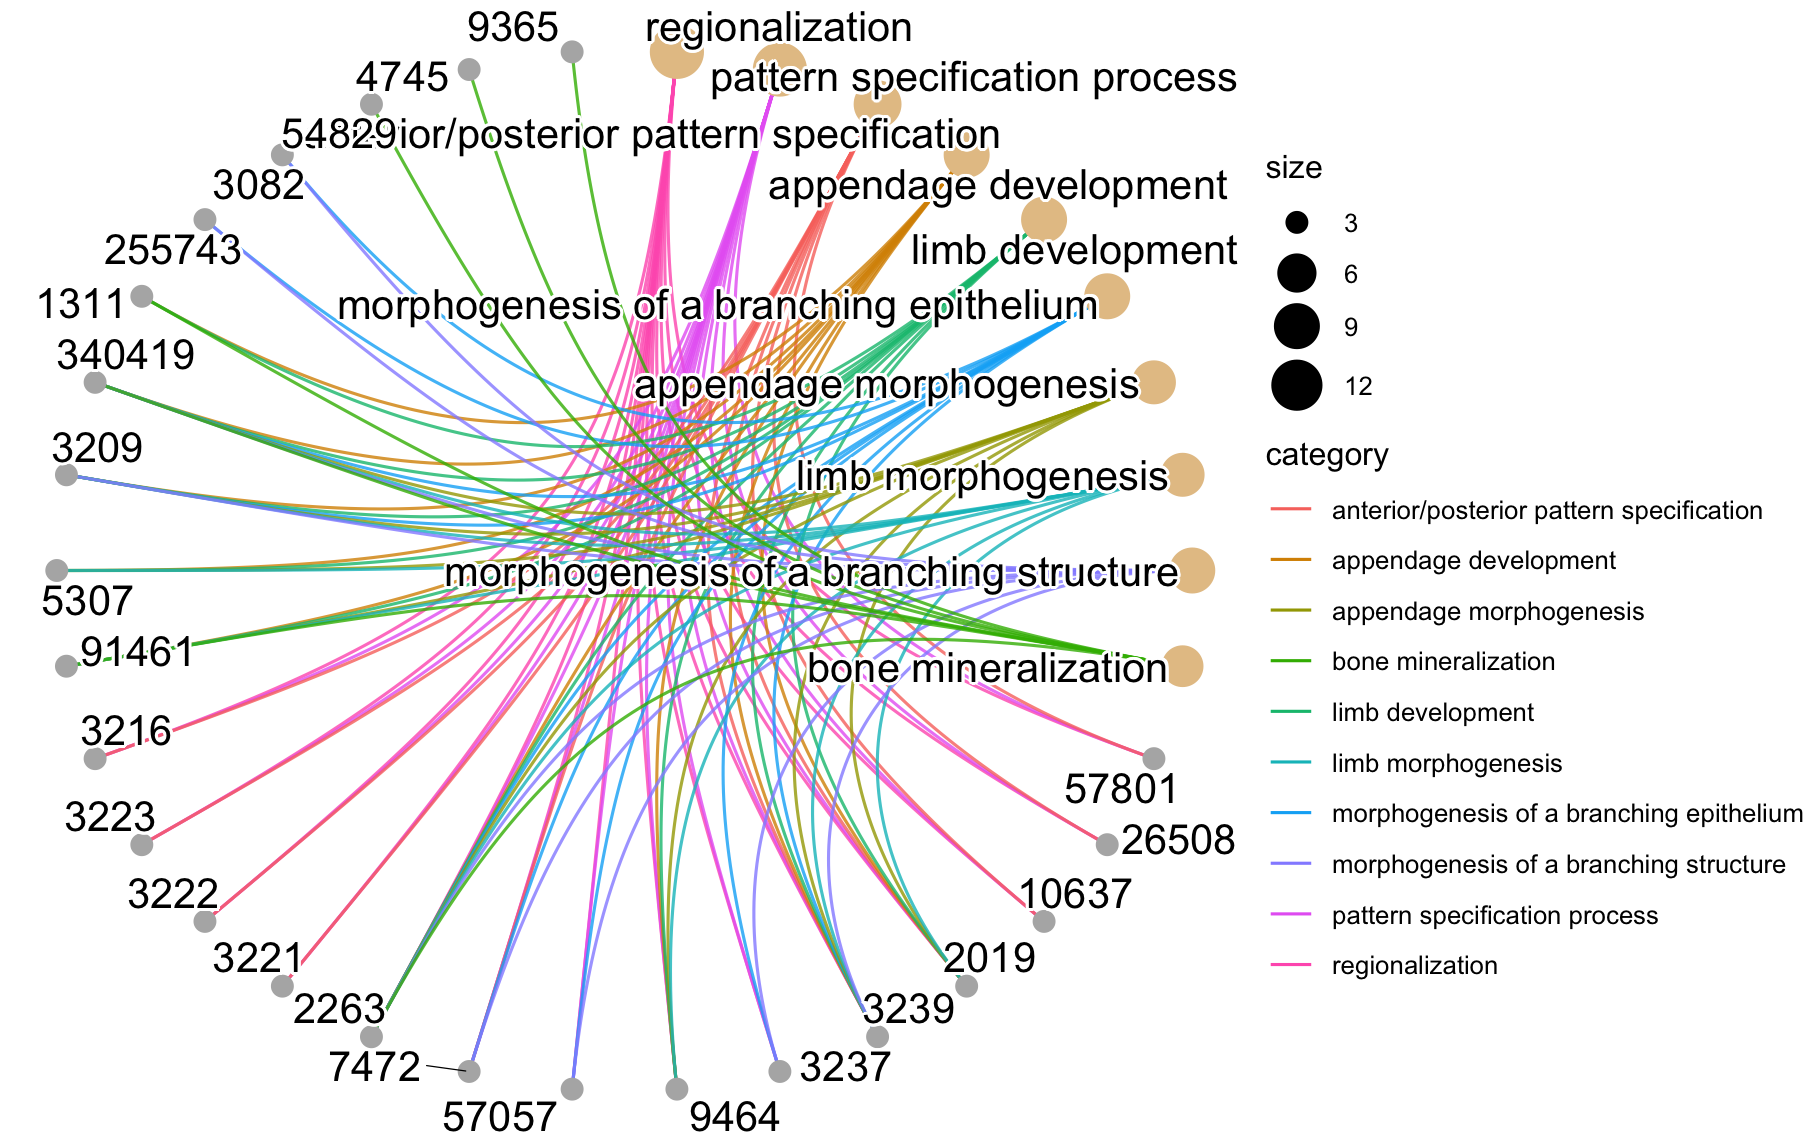 9365
regionalization
4745
pattern specification process
54829
ior/posterior pattern specification
3082
appendage development
255743
limb development
1311
morphogenesis of a branching epithelium
340419
appendage morphogenesis
3209
limb morphogenesis
5307
morphogenesis of a branching structure
91461
bone mineralization
3216
57801
3223
26508
3222
10637
3221
2019
2263
3239
7472
3237
57057
9464
size
3
6
9
12
category
anterior/posterior pattern specification
appendage development
appendage morphogenesis
bone mineralization
limb development
limb morphogenesis
morphogenesis of a branching epithelium
morphogenesis of a branching structure
pattern specification process
regionalization